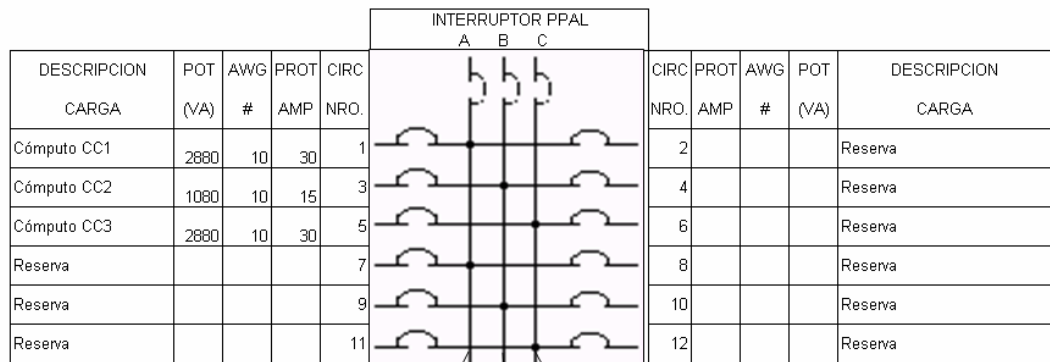 INTERRUPTOR PPAL
A B C
DESCRIPCION POT AWG PROT CIRC CIRC PROT AWG POT DESCRIPCION
CARGA (VA) # AMP NRO. NRO. AMP # (VA) CARGA
Cómputo CC1 2880 10 30 1 2 Reserva
Cómputo CC2 1080 10 15 3 4 Reserva
Cómputo CC3 2880 10 30 5 6 Reserva
Reserva 7 8 Reserva
Reserva 9 10 Reserva
Reserva 11 12 Reserva